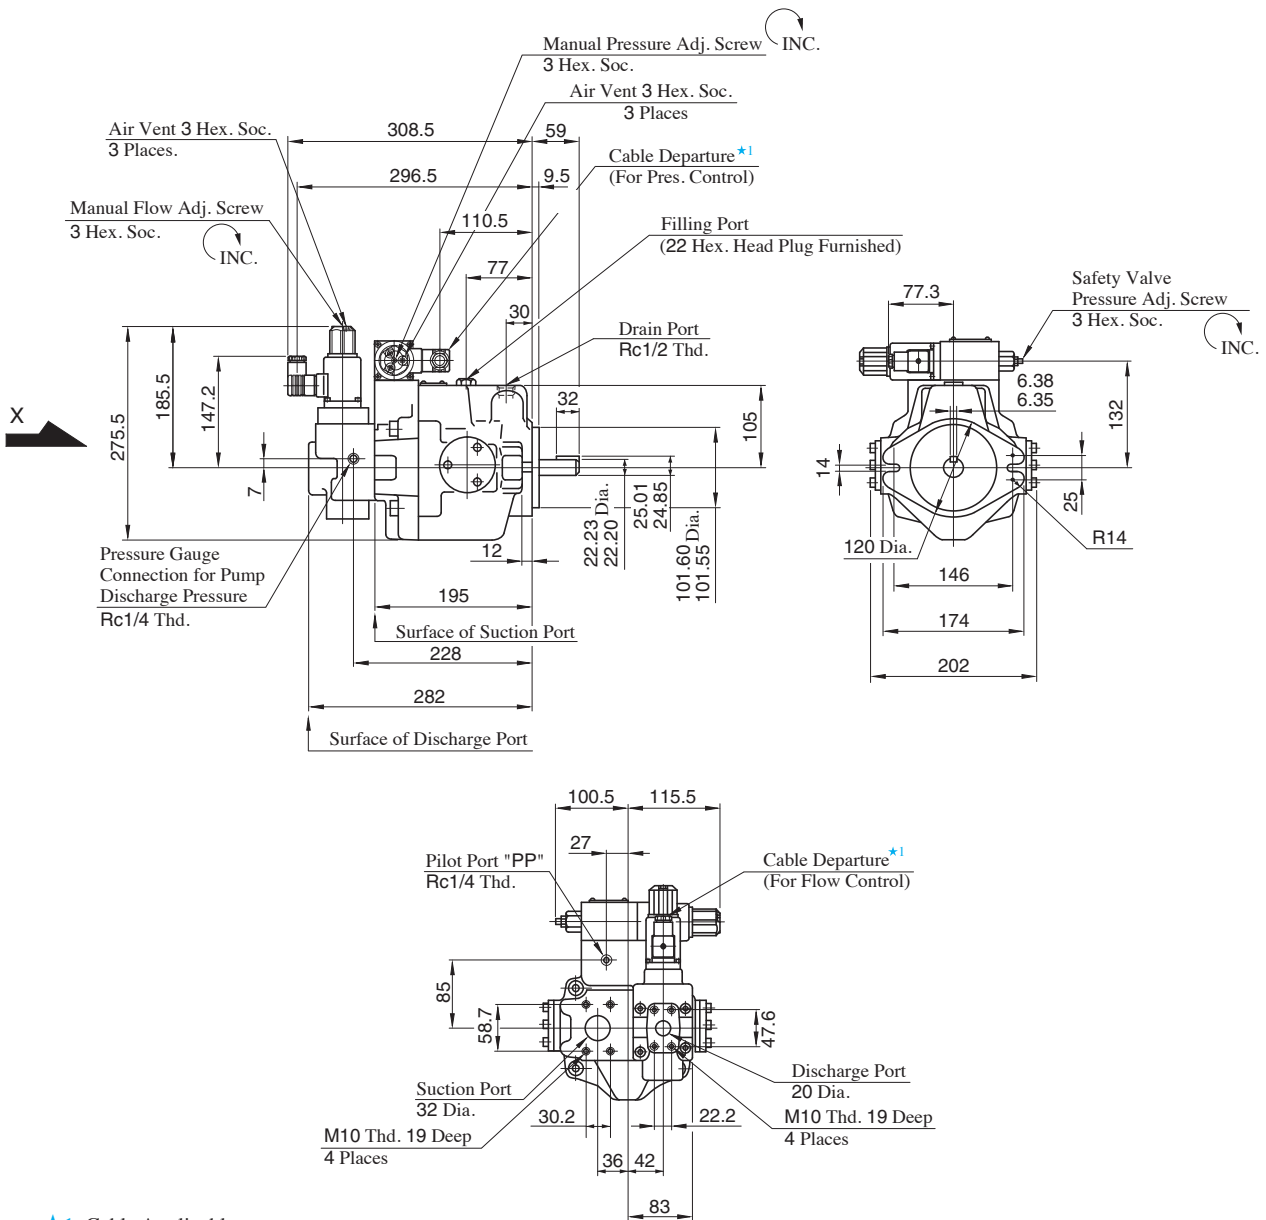 Manual Pressure Adj. Screw
3 Hex. Soc.
INC.
Air Vent 3 Hex. Soc.
3 Places
Air Vent 3 Hex. Soc.
3 Places.
308.5
59
Cable Departure★1
(For Pres. Control)
296.5
9.5
Manual Flow Adj. Screw
3 Hex. Soc.
INC.
110.5
Filling Port
(22 Hex. Head Plug Furnished)
77
30
Drain Port
Rc1/2 Thd.
Safety Valve
Pressure Adj. Screw
3 Hex. Soc.
INC.
77.3
6.38
6.35
132
X
275.5
185.5
147.2
7
32
105
14
25
22.23 Dia.
22.20
25.01
24.85
101.60 Dia.
101.55
12
120 Dia.
R14
146
174
202
Pressure Gauge
Connection for Pump
Discharge Pressure
Rc1/4 Thd.
195
Surface of Suction Port
228
282
Surface of Discharge Port
100.5
115.5
27
Pilot Port "PP"
Rc1/4 Thd.
Cable Departure★1
(For Flow Control)
85
58.7
47.6
Suction Port
32 Dia.
Discharge Port
20 Dia.
30.2
22.2
M10 Thd. 19 Deep
4 Places
M10 Thd. 19 Deep
4 Places
36
42
83